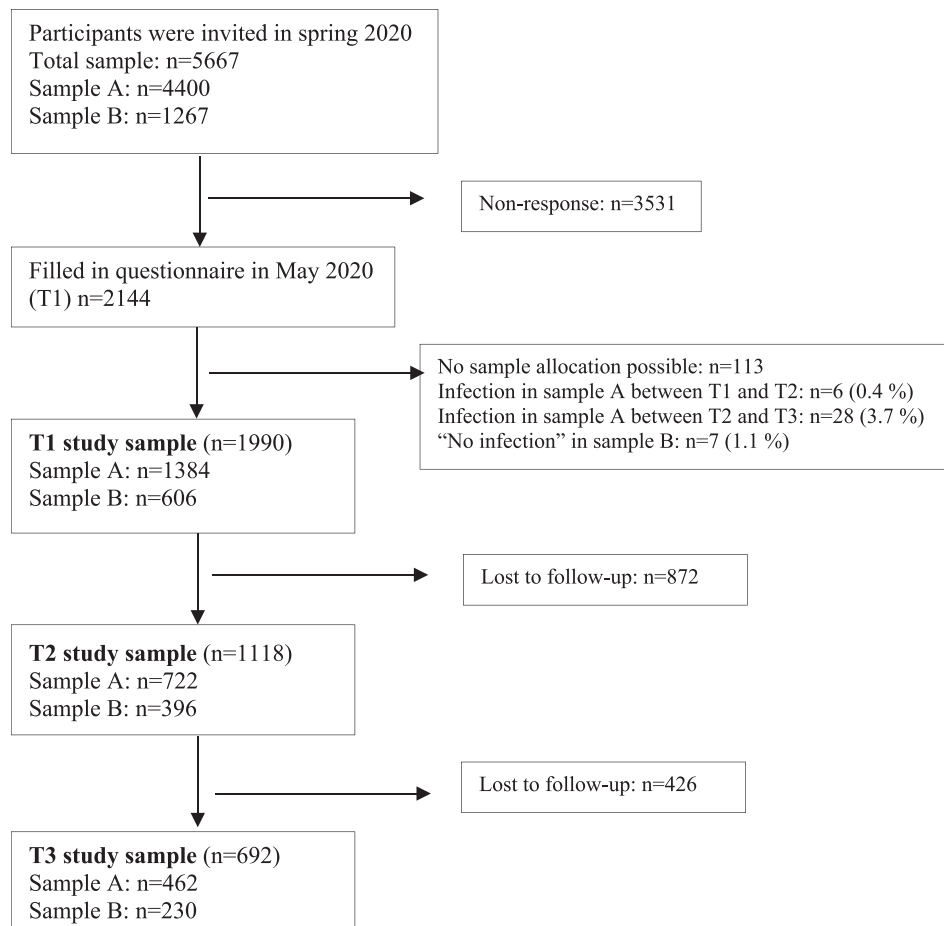 Participants were invited in spring 2020
Total sample: n=5667
Sample A: n=4400
Sample B: n=1267
Non-response: n=3531
Filled in questionnaire in May 2020
(T1) n=2144
No sample allocation possible: n=113
Infection in sample A between T1 and T2: n=6 (0.4 %)
Infection in sample A between T2 and T3: n=28 (3.7 %)
“No infection” in sample B: n=7 (1.1 %)
T1 study sample (n=1990)
Sample A: n=1384
Sample B: n=606
Lost to follow-up: n=872
T2 study sample (n=1118)
Sample A: n=722
Sample B: n=396
Lost to follow-up: n=426
T3 study sample (n=692)
Sample A: n=462
Sample B: n=230